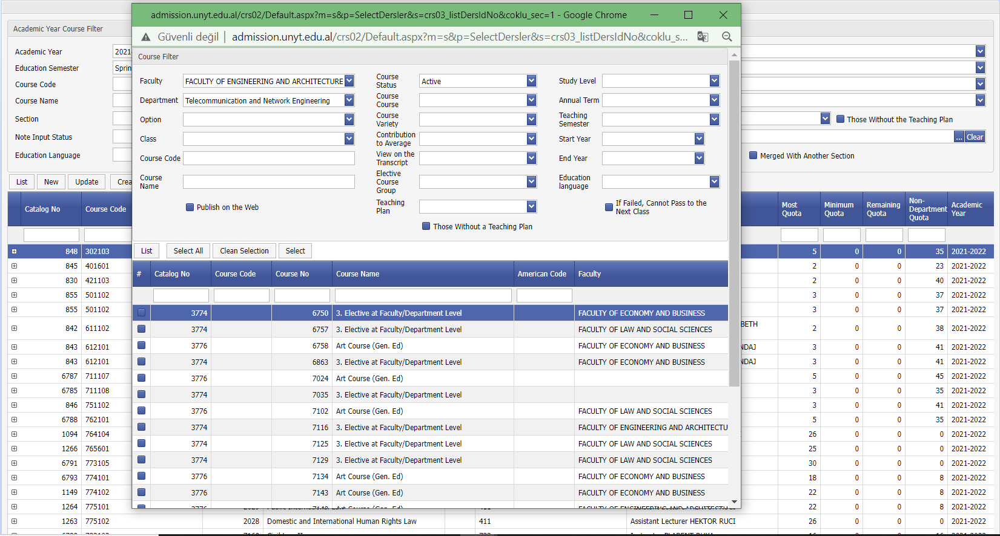 admission.unyt.edu.al/crs02/Default.aspx?m=s&p=SelectDersler&s=crs03_listDersIdNo&coklu_sec=1 - Google Chrome
Güvenli değil | admission.unyt.edu.al/crs02/Default.aspx?m=s&p=SelectDersler&s=crs03_listDersIdNo&coklu_s...
Academic Year Course Filter
Academic Year 2021-
Education Semester Sprin
Course Code
Course Name
Section
Note Input Status
Education Language
List New Update Crea
Those Without the Teaching Plan
... Clear
Merged With Another Section
Course Filter
Faculty FACULTY OF ENGINEERING AND ARCHITECTURE
Department Telecommunication and Network Engineering
Option
Class
Course Code
Course Name
Publish on the Web
Course Status Active
Course Course
Course Variety
Contribution to Average
View on the Transcript
Elective Course Group
Teaching Plan
Those Without a Teaching Plan
Study Level
Annual Term
Teaching Semester
Start Year
End Year
Education language
If Failed, Cannot Pass to the Next Class
List Select All Clean Selection Select
# Catalog No Course Code Course No Course Name American Code Faculty
3774 6750 3. Elective at Faculty/Department Level FACULTY OF ECONOMY AND BUSINESS
3774 6757 3. Elective at Faculty/Department Level FACULTY OF LAW AND SOCIAL SCIENCES
3776 6758 Art Course (Gen. Ed) FACULTY OF ECONOMY AND BUSINESS
3774 6863 3. Elective at Faculty/Department Level FACULTY OF ECONOMY AND BUSINESS
3776 7024 Art Course (Gen. Ed)
3774 7035 3. Elective at Faculty/Department Level
3776 7102 Art Course (Gen. Ed) FACULTY OF LAW AND SOCIAL SCIENCES
3774 7116 3. Elective at Faculty/Department Level FACULTY OF ENGINEERING AND ARCHITECTU
3774 7125 3. Elective at Faculty/Department Level FACULTY OF LAW AND SOCIAL SCIENCES
3774 7129 3. Elective at Faculty/Department Level FACULTY OF LAW AND SOCIAL SCIENCES
3776 7134 Art Course (Gen. Ed) FACULTY OF ECONOMY AND BUSINESS
3776 7143 Art Course (Gen. Ed) FACULTY OF ECONOMY AND BUSINESS
Catalog No Course Code Most Quota Minimum Quota Remaining Quota Non-Department Quota Academic Year
848 302103 5 0 0 35 2021-2022
845 401601 2 0 0 23 2021-2022
830 421103 2 0 0 40 2021-2022
855 501102 3 0 0 37 2021-2022
855 501102 3 0 0 37 2021-2022
842 611102 BETH 2 0 0 38 2021-2022
843 612101 NDAJ 3 0 0 41 2021-2022
843 612101 NDAJ 3 0 0 41 2021-2022
6787 711107 5 0 0 45 2021-2022
6785 711108 3 0 0 35 2021-2022
846 751102 3 0 0 41 2021-2022
6788 762101 5 0 0 35 2021-2022
1094 764104 26 0 0 0 2021-2022
1266 765601 25 0 0 0 2021-2022
6791 773105 30 0 0 0 2021-2022
6793 774101 18 0 0 8 2021-2022
1149 774102 22 0 0 8 2021-2022
1264 775101 22 0 0 8 2021-2022
1263 775102 2028 Domestic and International Human Rights Law 411 Assistant Lecturer HEKTOR RUCI 26 0 0 0 2021-2022